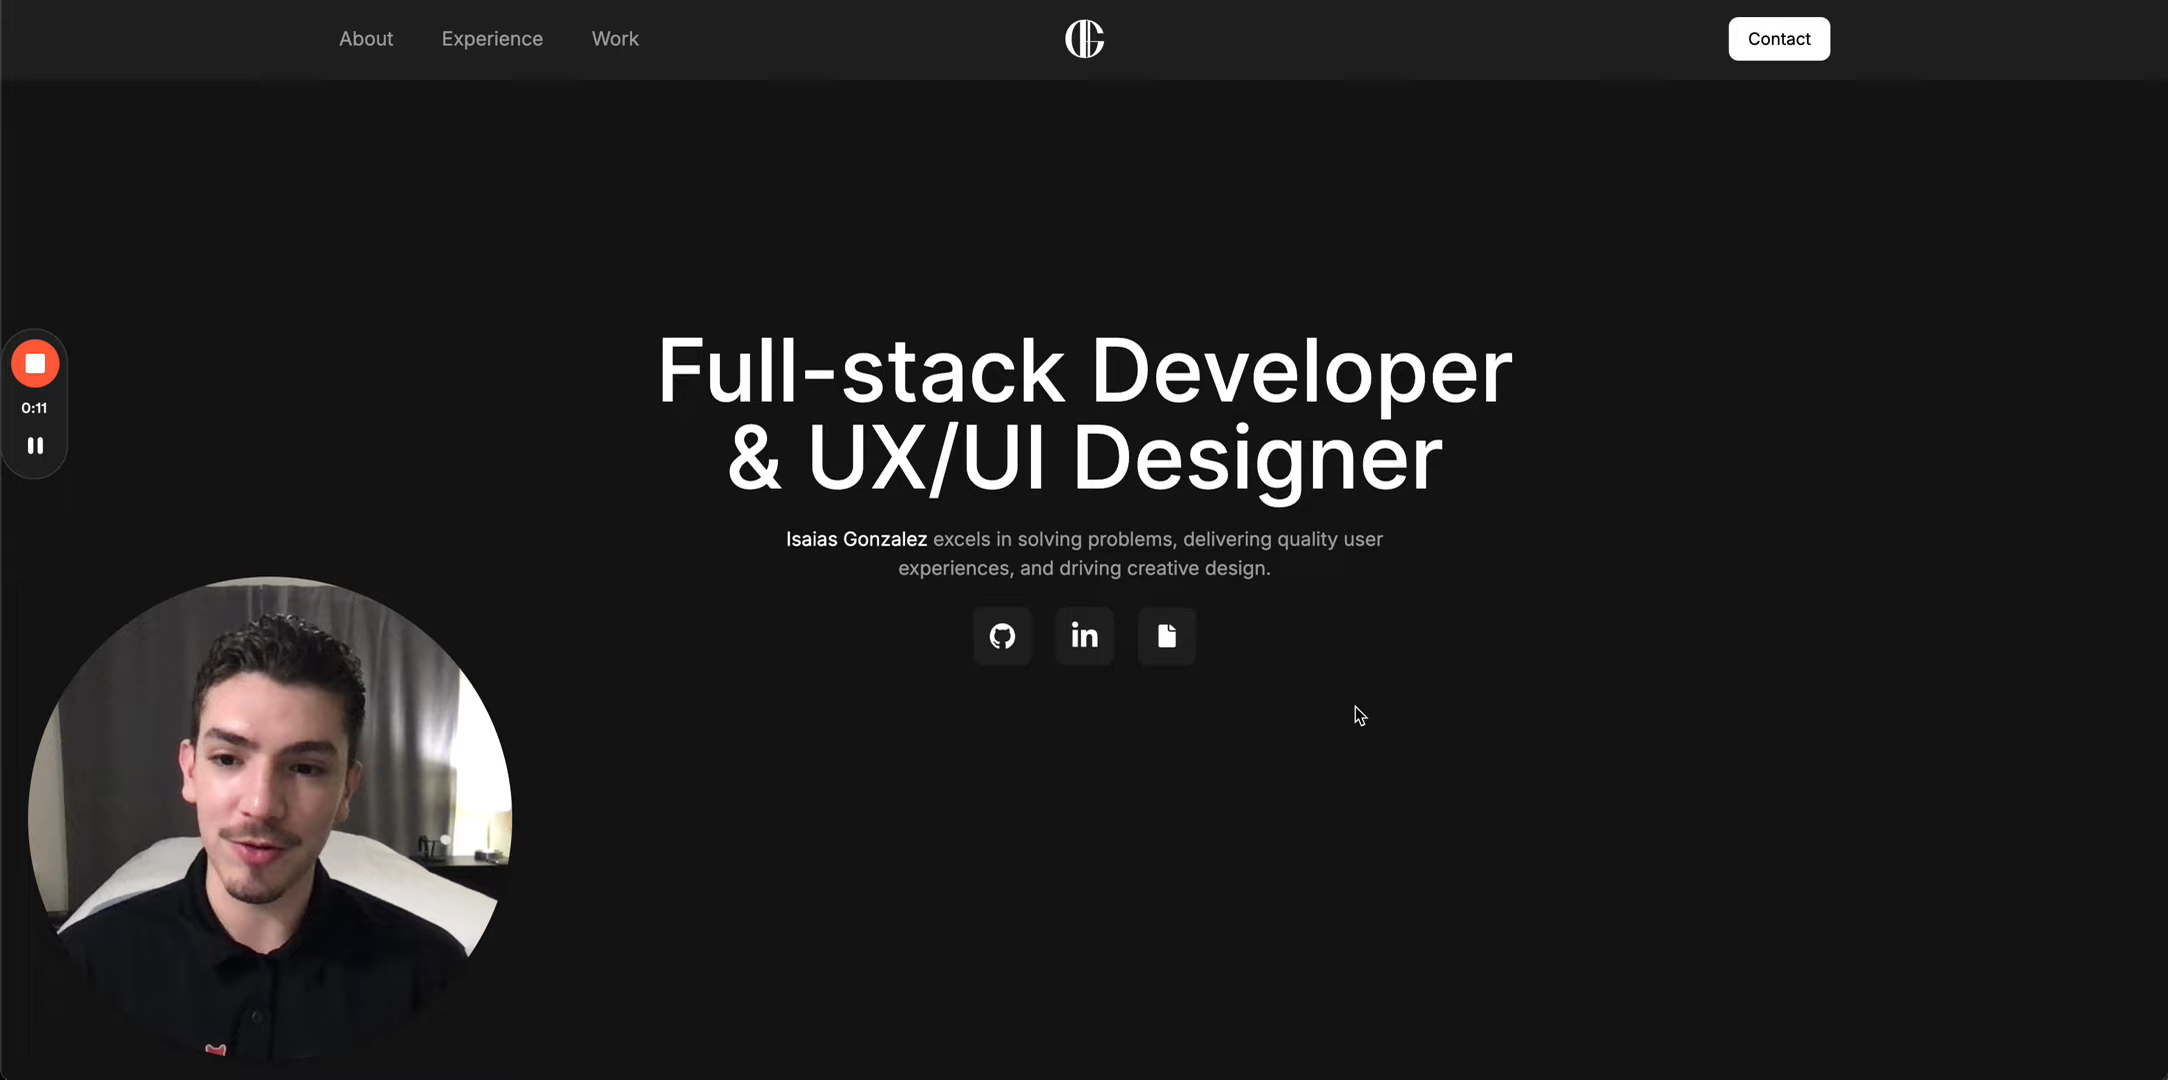 About
Experience
Work
Contact
0:11
Full-stack Developer
& UX/UI Designer
Isaias Gonzalez excels in solving problems, delivering quality user
experiences, and driving creative design.
in